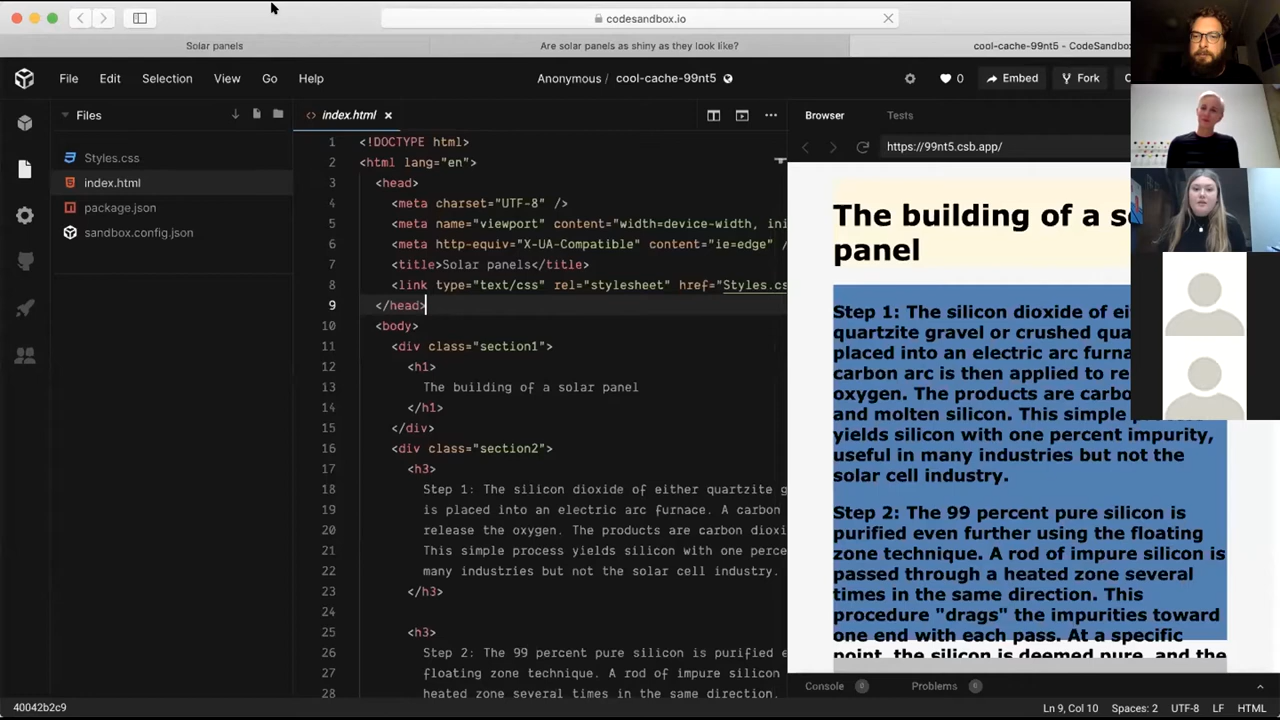 codesandbox.io
Solar panels
Are solar panels as shiny as they look like?
cool-cache-99nt5 - CodeSandbox
File Edit Selection View Go Help
Anonymous / cool-cache-99nt5
0 Embed Fork
Files
Styles.css
index.html
package.json
sandbox.config.json
<> index.html
1 <!DOCTYPE html>
2 <html lang="en">
3 <head>
4 <meta charset="UTF-8" />
5 <meta name="viewport" content="width=device-width, ini
6 <meta http-equiv="X-UA-Compatible" content="ie=edge" /
7 <title>Solar panels</title>
8 <link type="text/css" rel="stylesheet" href="Styles.cs
9 </head>
10 <body>
11 <div class="section1">
12 <h1>
13 The building of a solar panel
14 </h1>
15 </div>
16 <div class="section2">
17 <h3>
18 Step 1: The silicon dioxide of either quartzite g
19 is placed into an electric arc furnace. A carbon
20 release the oxygen. The products are carbon dioxi
21 This simple process yields silicon with one perce
22 many industries but not the solar cell industry.
23 </h3>
24
25 <h3>
26 Step 2: The 99 percent pure silicon is purified e
27 floating zone technique. A rod of impure silicon
28 heated zone several times in the same direction.
Browser Tests
https://99nt5.csb.app/
The building of a so
panel
Step 1: The silicon dioxide of eit
quartzite gravel or crushed qua
placed into an electric arc furna
carbon arc is then applied to re
oxygen. The products are carbo
and molten silicon. This simple process
yields silicon with one percent impurity,
useful in many industries but not the
solar cell industry.
Step 2: The 99 percent pure silicon is
purified even further using the floating
zone technique. A rod of impure silicon is
passed through a heated zone several
times in the same direction. This
procedure "drags" the impurities toward
one end with each pass. At a specific
point, the silicon is deemed pure, and the
Console 0 Problems 0
40042b2c9
Ln 9, Col 10 Spaces: 2 UTF-8 LF HTML